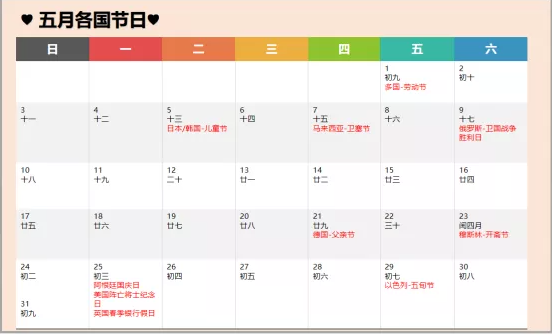 ♥ 五月各国节日♥
日 一 二 三 四 五 六
1 2
初九 初十
多国-劳动节
3 4 5 6 7 8 9
十一 十二 十三 十四 十五 十六 十七
日本/韩国-儿童节 马来西亚-卫塞节 俄罗斯-卫国战争
胜利日
10 11 12 13 14 15 16
十八 十九 二十 廿一 廿二 廿三 廿四
17 18 19 20 21 22 23
廿五 廿六 廿七 廿八 廿九 三十 闰四月
德国-父亲节 穆斯林-开斋节
24 25 26 27 28 29 30
初二 初三 初四 初五 初六 初七 初八
阿根廷国庆日 以色列-五旬节
美国阵亡将士纪念
日
31 英国春季银行假日
初九